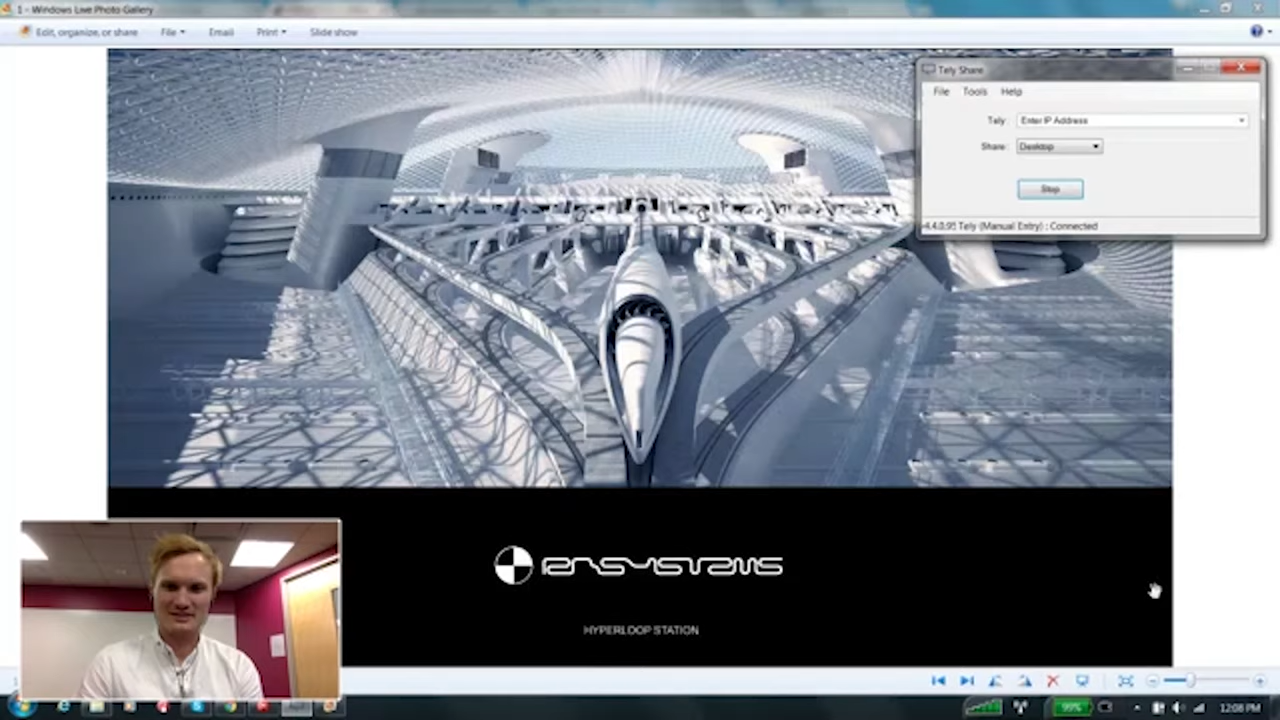 1 - Windows Live Photo Gallery
Edit, organize, or share File Email Print Slide show
Tely Share
File Tools Help
Tely: Enter IP Address
Share: Desktop
Stop
Tely (Manual Entry) : Connected
HYPERLOOP STATION
99%
12:08 PM